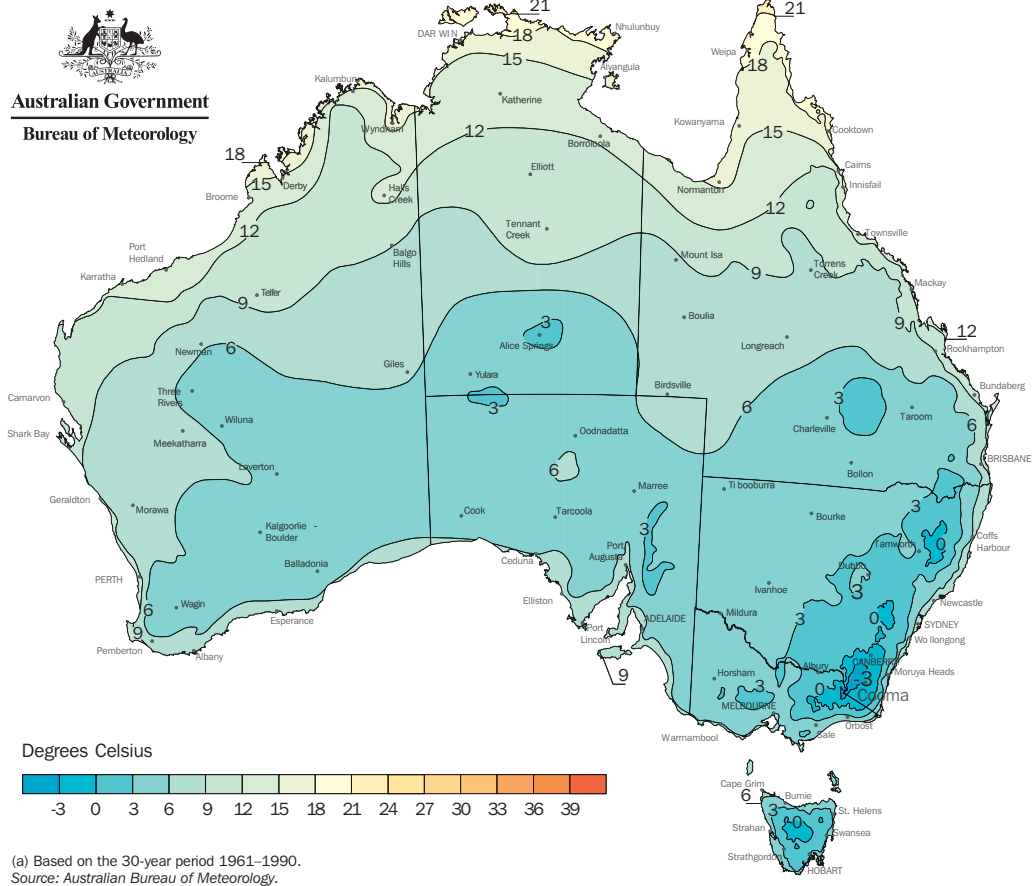 21
21
DAR WIN
18
Nhulunbuy
Weipa
15
Alyangula
18
Kalumburu
Katherine
AUSTRALIA
Australian Government
Bureau of Meteorology
Wyndham
12
Kowanyama
15
Cooktown
Borroloola
18
Elliott
Cairns
15
Derby
Innisfail
Broome
Halls
Creek
Normanton
12
12
Tennant
Creek
Townsville
Port
Hedland
Balgo
Hills
Mount Isa
Torrens
Creek
Karratha
9
Mackay
Telfer
9
Boulia
9
12
3
Alice Springs
Longreach
Rockhampton
Newman
6
Giles
Yulara
Birdsville
Bundaberg
Three
Rivers
Carnarvon
3
6
3
Taroom
Wiluna
Charleville
6
Shark Bay
Meekatharra
Oodnadatta
BRISBANE
Laverton
6
Bollon
Geraldton
Marree
Ti booburra
Morawa
Cook
Tarcoola
Bourke
3
Kalgoorlie -
Boulder
3
Coffs
Harbour
Tamworth
0
Port
Augusta
Balladonia
Ceduna
Dubbo
PERTH
Ivanhoe
3
Elliston
Newcastle
6
Wagin
Mildura
3
0
Esperance
ADELAIDE
SYDNEY
9
Port
Lincoln
Wo llongong
Pemberton
Albany
CANBERRA
Albury
Moruya Heads
9
Horsham
3
-3
0
Cooma
MELBOURNE
Orbost
Sale
Warrnambool
Degrees Celsius
-3 0 3 6 9 12 15 18 21 24 27 30 33 36 39
Cape Grim
6
Burnie
3
St. Helens
0
Strahan
Swansea
Strathgordon
HOBART
(a) Based on the 30-year period 1961–1990.
Source: Australian Bureau of Meteorology.